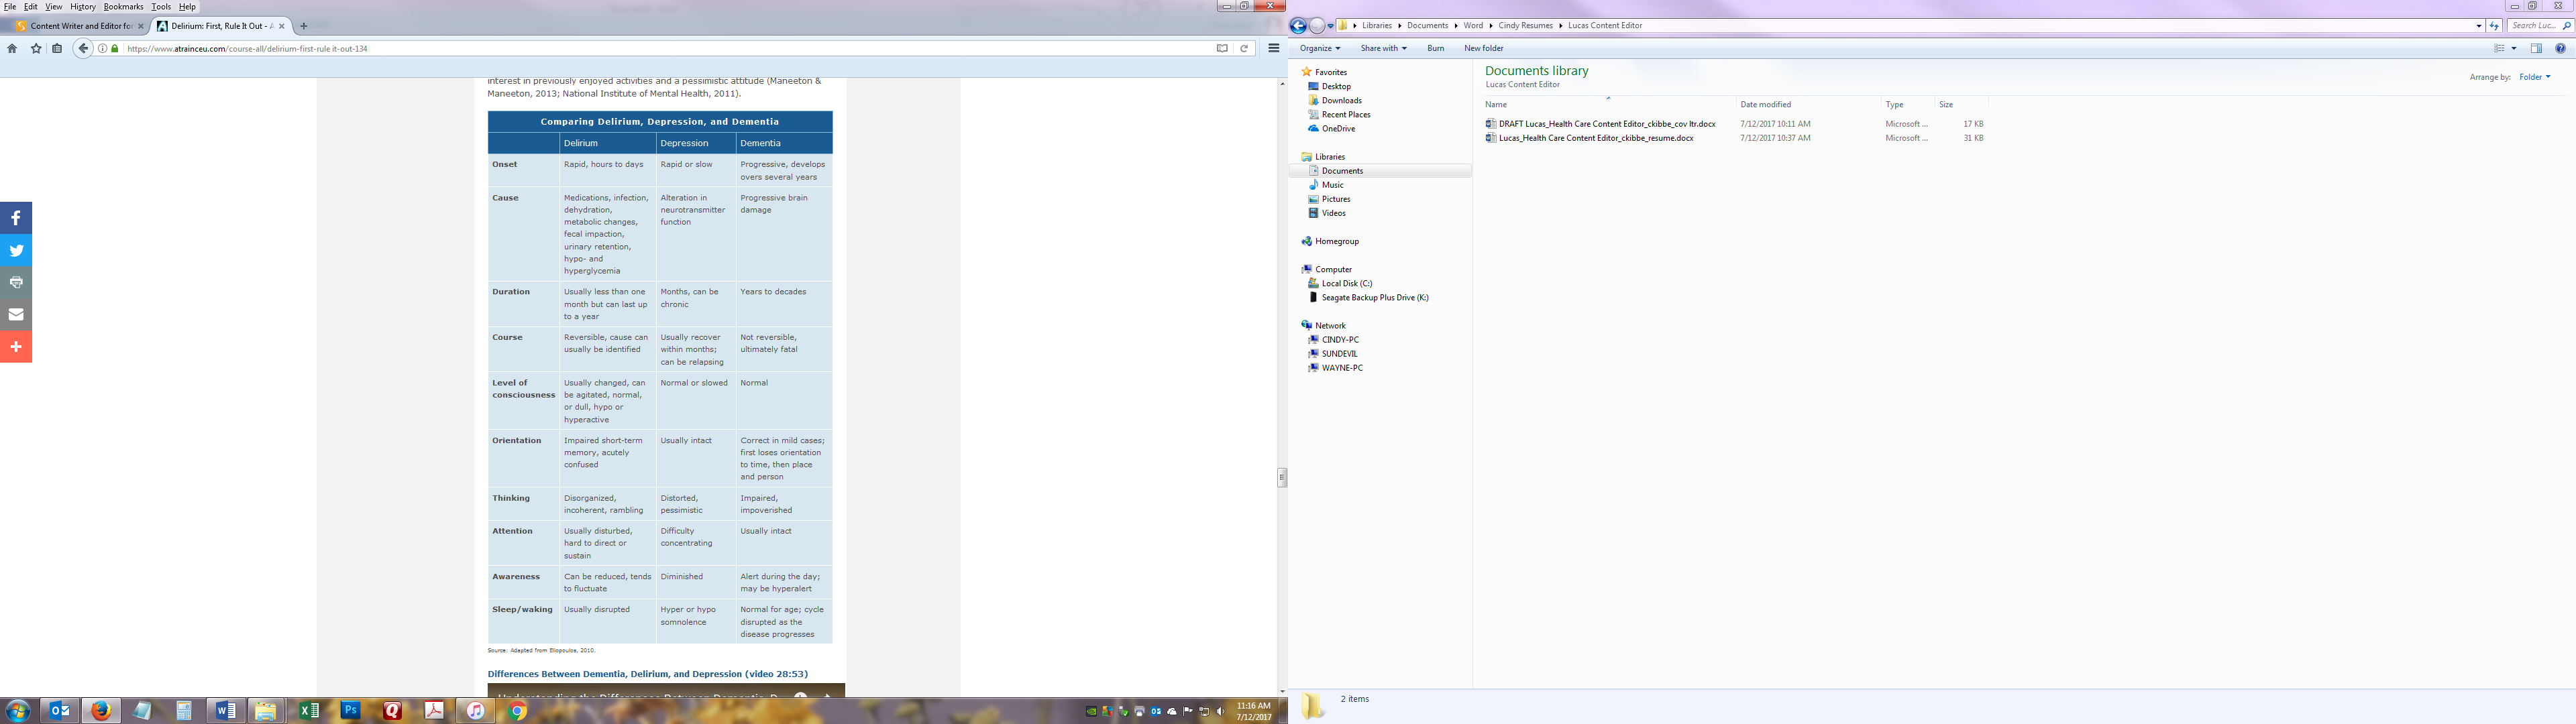 File Edit View History Bookmarks Tools Help
Content Writer and Editor for
Delirium: First, Rule It Out - A
https://www.atrainceu.com/course-all/delirium-first-rule it-out-134
interest in previously enjoyed activities and a pessimistic attitude (Maneeton &
Maneeton, 2013; National Institute of Mental Health, 2011).
Comparing Delirium, Depression, and Dementia
Delirium Depression Dementia
Onset Rapid, hours to days Rapid or slow Progressive, develops
overs several years
Cause Medications, infection, Alteration in Progressive brain
dehydration, neurotransmitter damage
metabolic changes, function
fecal impaction,
urinary retention,
hypo- and
hyperglycemia
Duration Usually less than one Months, can be Years to decades
month but can last up chronic
to a year
Course Reversible, cause can Usually recover Not reversible,
usually be identified within months; ultimately fatal
can be relapsing
Level of Usually changed, can Normal or slowed Normal
consciousness be agitated, normal,
or dull, hypo or
hyperactive
Orientation Impaired short-term Usually intact Correct in mild cases;
memory, acutely first loses orientation
confused to time, then place
and person
Thinking Disorganized, Distorted, Impaired,
incoherent, rambling pessimistic impoverished
Attention Usually disturbed, Difficulty Usually intact
hard to direct or concentrating
sustain
Awareness Can be reduced, tends Diminished Alert during the day;
to fluctuate may be hyperalert
Sleep/waking Usually disrupted Hyper or hypo Normal for age; cycle
somnolence disrupted as the
disease progresses
Source: Adapted from Eliopoulos, 2010.
Differences Between Dementia, Delirium, and Depression (video 28:53)
Understanding the Differences Between Dementia, D
11:16 AM
7/12/2017
Libraries Documents Word Cindy Resumes Lucas Content Editor
Search Luc...
Organize Share with Burn New folder
Favorites
Desktop
Downloads
Recent Places
OneDrive
Libraries
Documents
Music
Pictures
Videos
Homegroup
Computer
Local Disk (C:)
Seagate Backup Plus Drive (K:)
Network
CINDY-PC
SUNDEVIL
WAYNE-PC
Documents library
Lucas Content Editor
Arrange by: Folder
Name Date modified Type Size
DRAFT Lucas_Health Care Content Editor_ckibbe_cov ltr.docx 7/12/2017 10:11 AM Microsoft ... 17 KB
Lucas_Health Care Content Editor_ckibbe_resume.docx 7/12/2017 10:37 AM Microsoft ... 31 KB
2 items